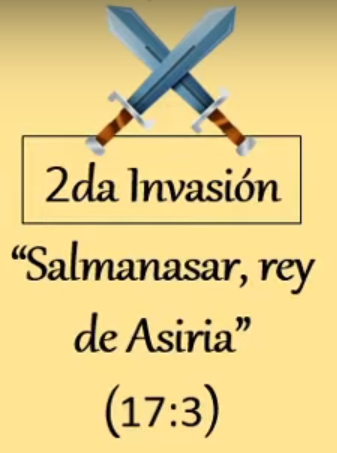 2da Invasión
“Salmanasar, rey
de Asiria”
(17:3)